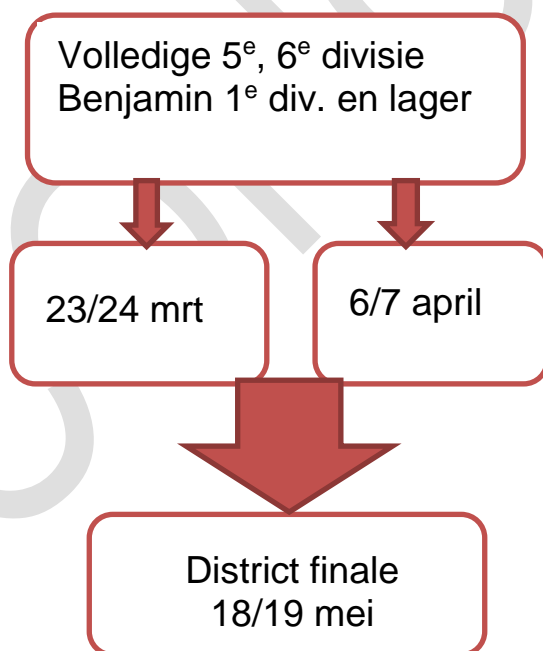 Volledige 5e, 6e divisie
Benjamin 1e div. en lager
23/24 mrt
6/7 april
District finale
18/19 mei